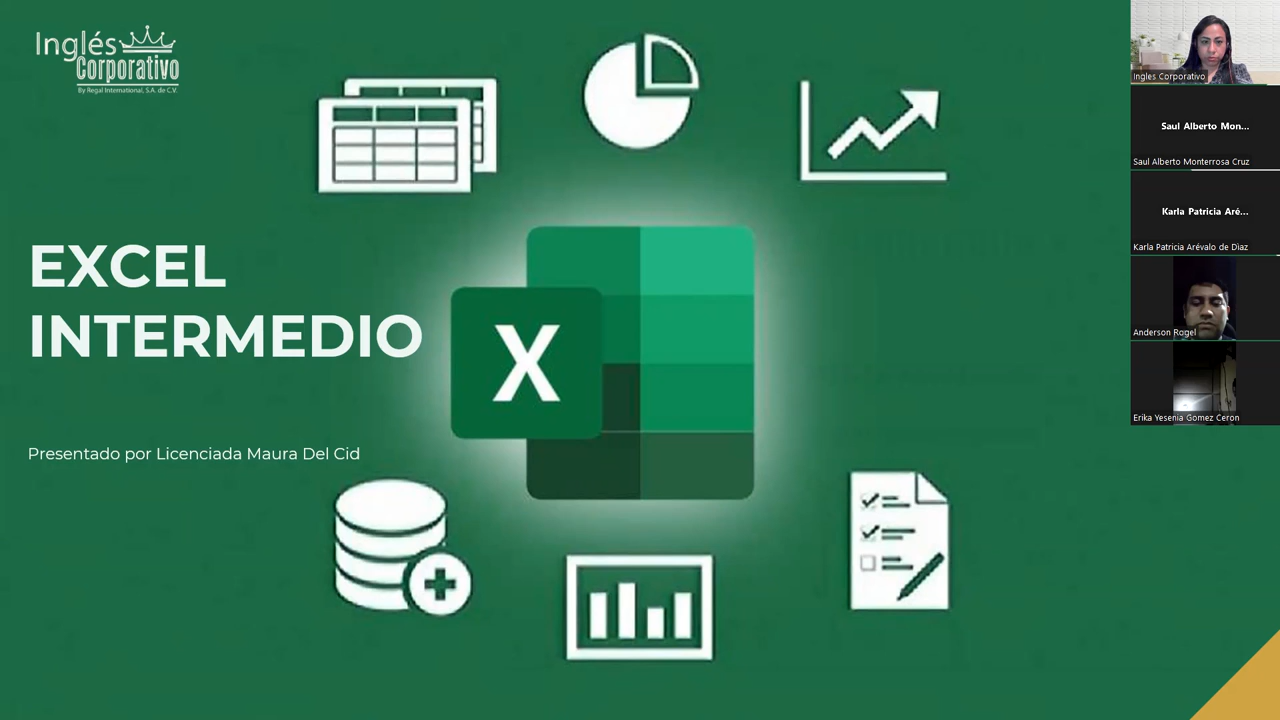 Inglés
Corporativo
By Regal International, S.A. de C.V.
EXCEL
INTERMEDIO
Presentado por Licenciada Maura Del Cid
X
Ingles Corporativo
Saul Alberto Mon...
Saul Alberto Monterrosa Cruz
Karla Patricia Aré...
Karla Patricia Arévalo de Dìaz
Anderson Rogel
Erika Yesenia Gomez Ceron